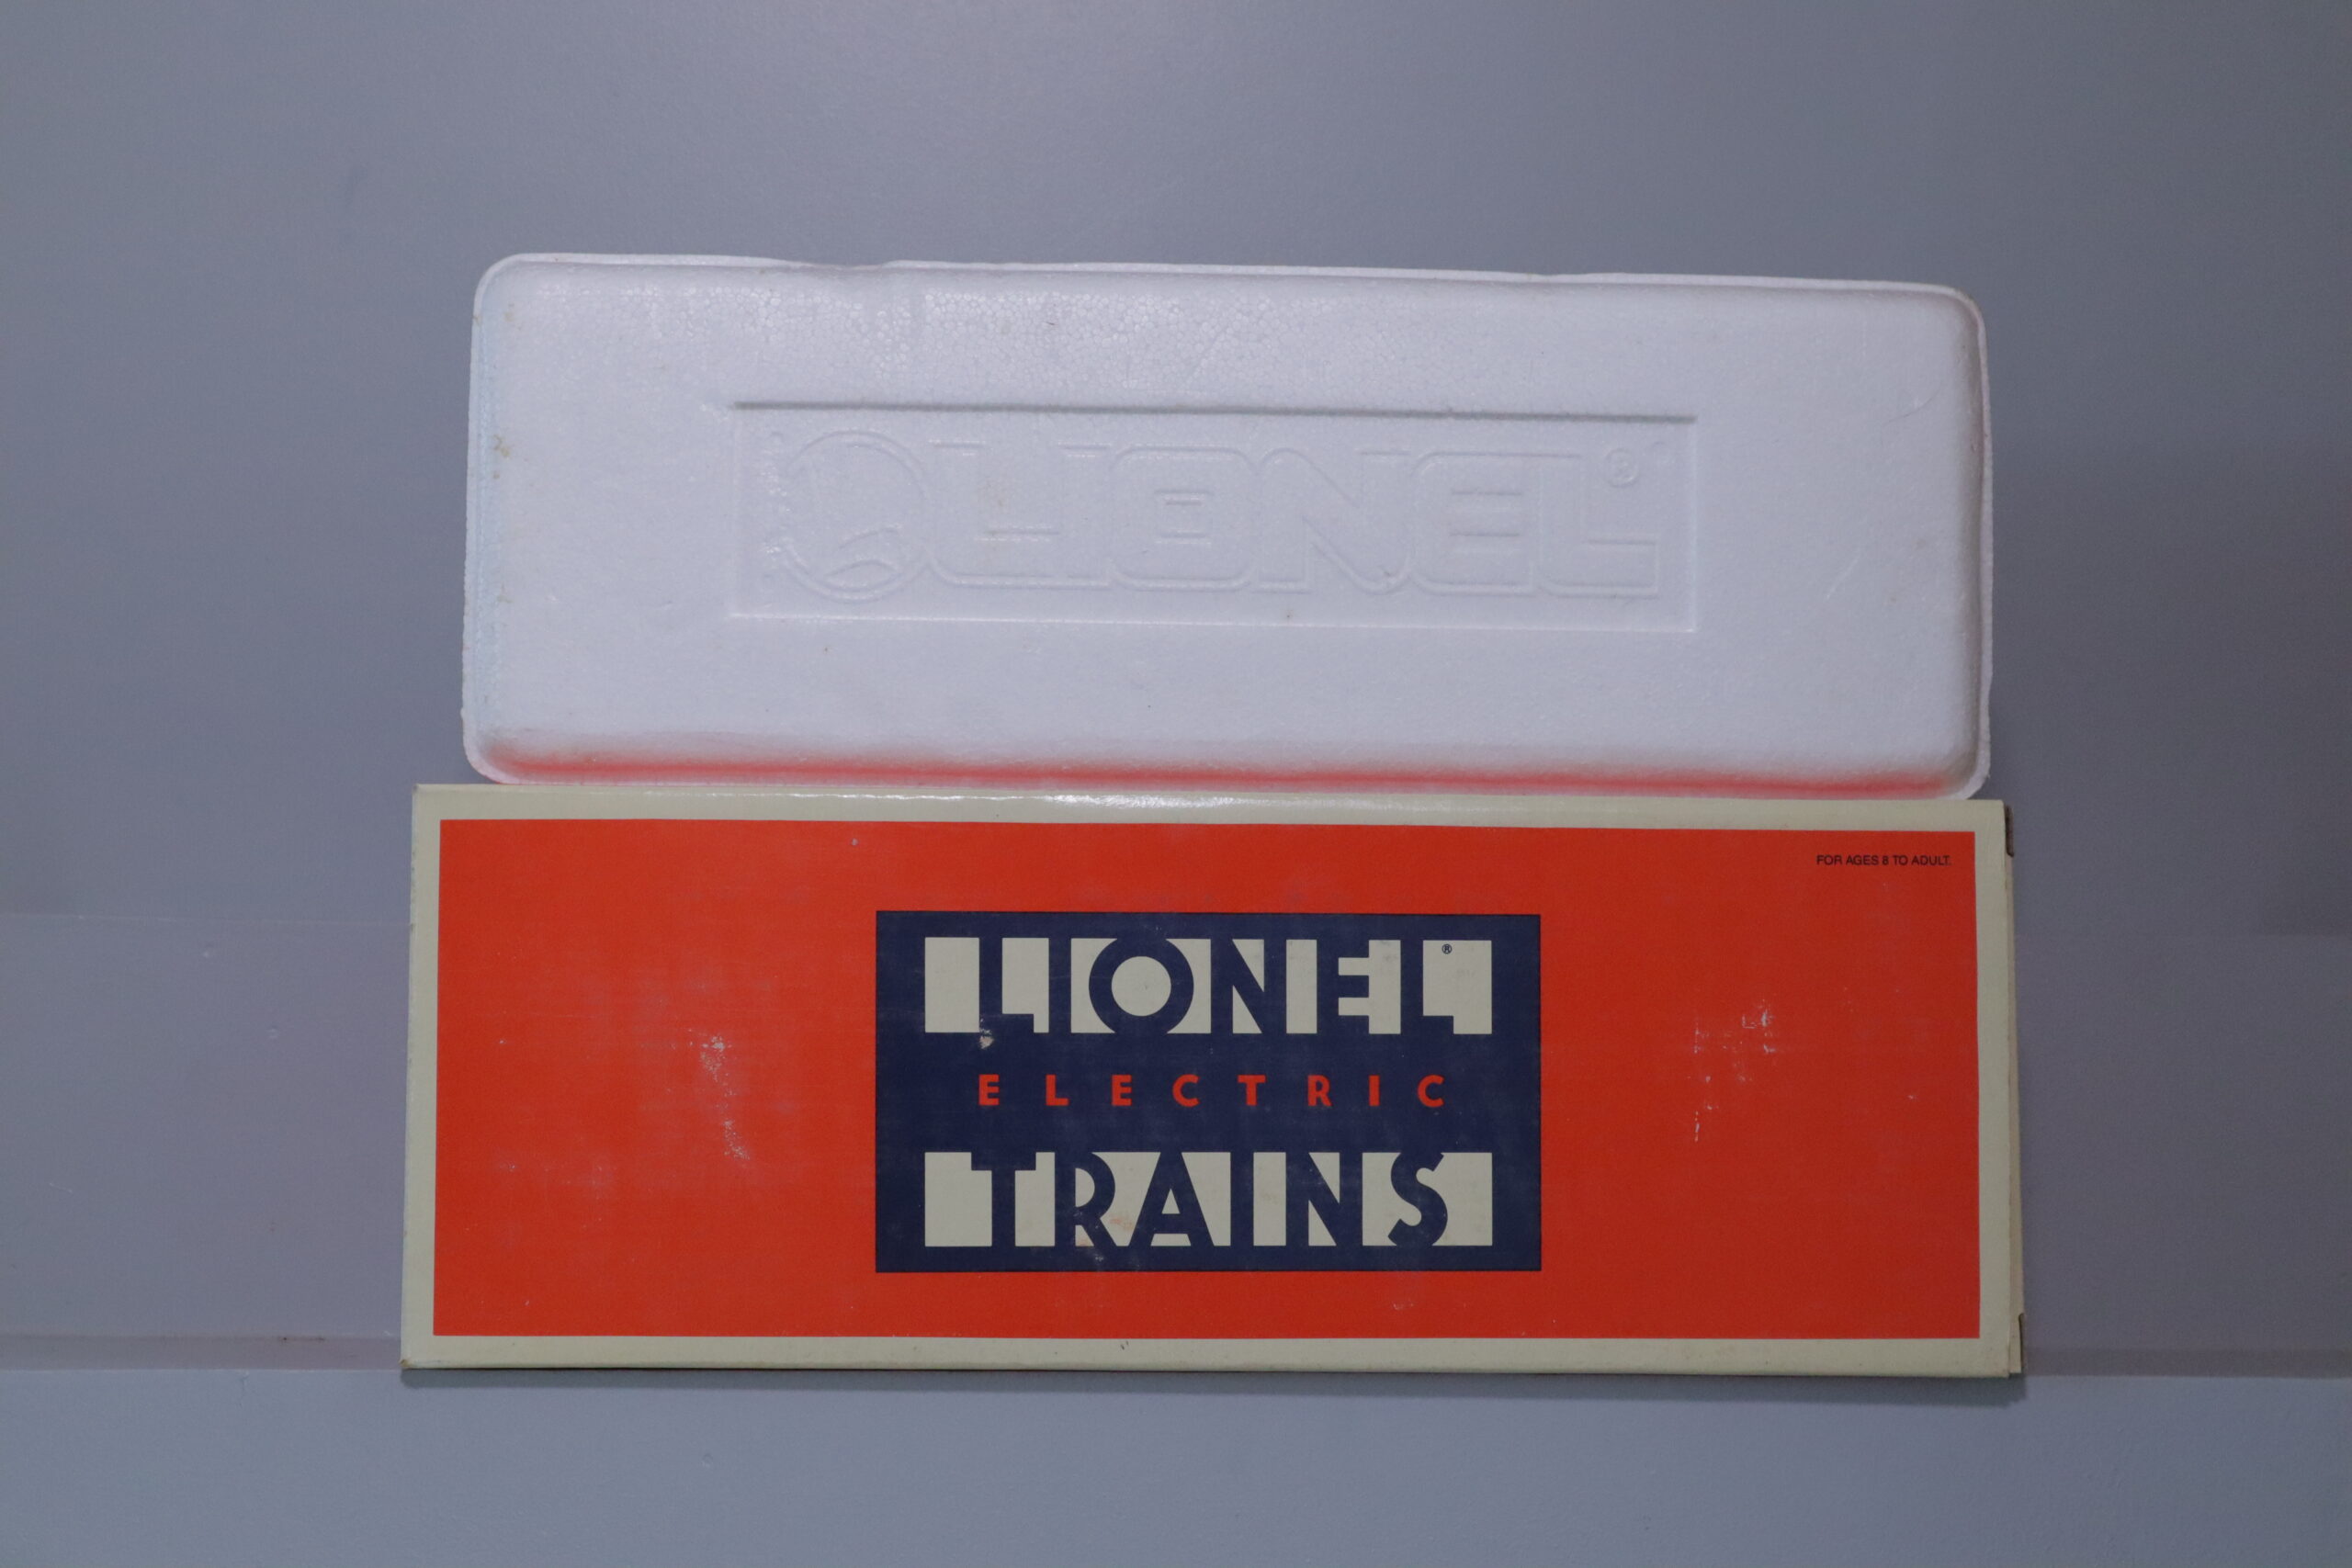 LIONEL®
FOR AGES 8 TO ADULT.
LIONEL®
ELECTRIC
TRAINS